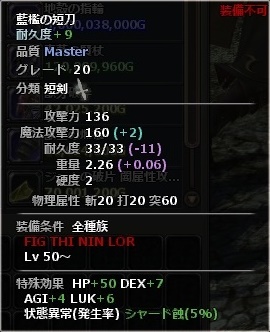 装備不可
藍檻の短刀
耐久度+9
品質 Master
グレード 20
分類 短剣
攻撃力 136
魔法攻撃力 160 (+2)
耐久度 33/33 (-11)
重量 2.26 (+0.06)
硬度 2
物理属性 斬20 打20 突60
装備条件 全種族
FIG THI NIN LOR
Lv 50～
特殊効果 HP+50 DEX+7
AGI+4 LUK+6
状態異常(発生率) シャード蝕(5%)